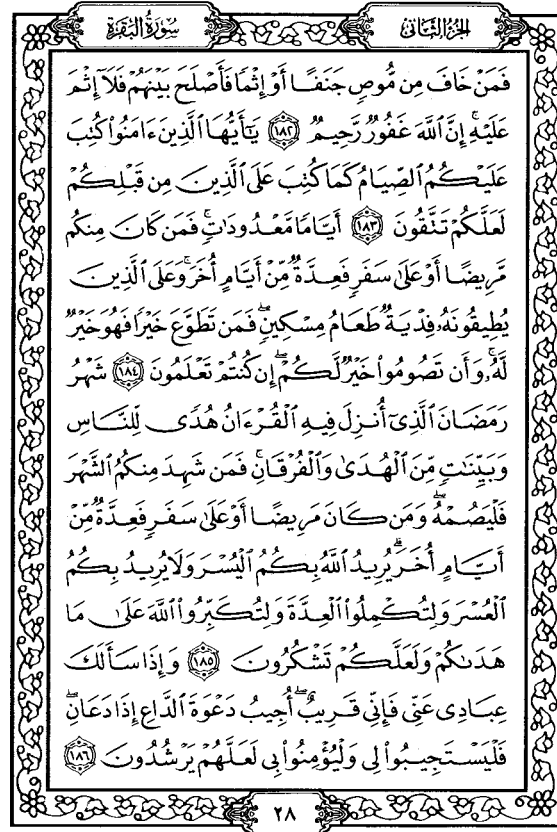 سورة البقرة
الجزء الثاني
فَمَنْ خَافَ مِن مُّوصٍ جَنَفًا أَوْ إِثْمًا فَأَصْلَحَ بَيْنَهُمْ فَلَآ إِثْمَ
عَلَيْهِ ۚ إِنَّ ٱللَّهَ غَفُورٌ رَّحِيمٌ ١٨٢ يَـٰٓأَيُّهَا ٱلَّذِينَ ءَامَنُوا۟ كُتِبَ
عَلَيْكُمُ ٱلصِّيَامُ كَمَا كُتِبَ عَلَى ٱلَّذِينَ مِن قَبْلِكُمْ
لَعَلَّكُمْ تَتَّقُونَ ١٨٣ أَيَّامًا مَّعْدُودَٰتٍ ۚ فَمَن كَانَ مِنكُم
مَّرِيضًا أَوْ عَلَىٰ سَفَرٍ فَعِدَّةٌ مِّنْ أَيَّامٍ أُخَرَ ۚ وَعَلَى ٱلَّذِينَ
يُطِيقُونَهُۥ فِدْيَةٌ طَعَامُ مِسْكِينٍ ۖ فَمَن تَطَوَّعَ خَيْرًا فَهُوَ خَيْرٌ
لَّهُۥ ۚ وَأَن تَصُومُوا۟ خَيْرٌ لَّكُمْ ۖ إِن كُنتُمْ تَعْلَمُونَ ١٨٤ شَهْرُ
رَمَضَانَ ٱلَّذِىٓ أُنزِلَ فِيهِ ٱلْقُرْءَانُ هُدًى لِّلنَّاسِ
وَبَيِّنَـٰتٍ مِّنَ ٱلْهُدَىٰ وَٱلْفُرْقَانِ ۚ فَمَن شَهِدَ مِنكُمُ ٱلشَّهْرَ
فَلْيَصُمْهُ ۖ وَمَن كَانَ مَرِيضًا أَوْ عَلَىٰ سَفَرٍ فَعِدَّةٌ مِّنْ
أَيَّامٍ أُخَرَ ۗ يُرِيدُ ٱللَّهُ بِكُمُ ٱلْيُسْرَ وَلَا يُرِيدُ بِكُمُ
ٱلْعُسْرَ وَلِتُكْمِلُوا۟ ٱلْعِدَّةَ وَلِتُكَبِّرُوا۟ ٱللَّهَ عَلَىٰ مَا
هَدَىٰكُمْ وَلَعَلَّكُمْ تَشْكُرُونَ ١٨٥ وَإِذَا سَأَلَكَ
عِبَادِى عَنِّى فَإِنِّى قَرِيبٌ ۖ أُجِيبُ دَعْوَةَ ٱلدَّاعِ إِذَا دَعَانِ ۖ
فَلْيَسْتَجِيبُوا۟ لِى وَلْيُؤْمِنُوا۟ بِى لَعَلَّهُمْ يَرْشُدُونَ ١٨٦
٢٨